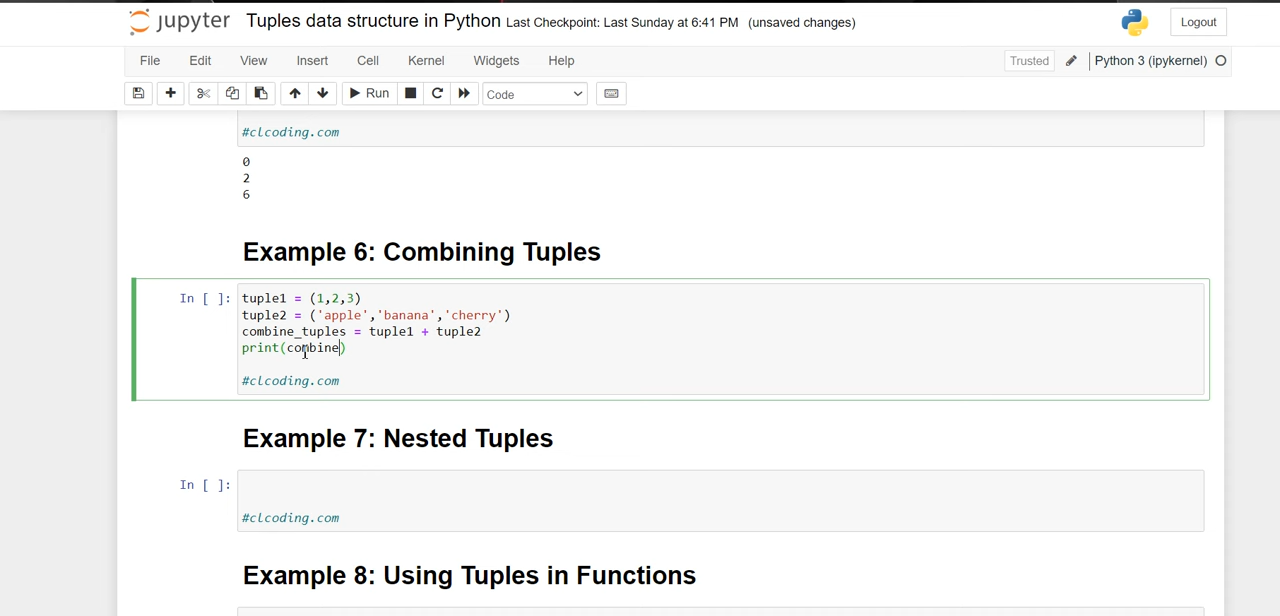 jupyter Tuples data structure in Python Last Checkpoint: Last Sunday at 6:41 PM (unsaved changes) Logout
File Edit View Insert Cell Kernel Widgets Help Trusted Python 3 (ipykernel)
Run Code
#clcoding.com
0
2
6
Example 6: Combining Tuples
In [ ]: tuple1 = (1,2,3)
tuple2 = ('apple','banana','cherry')
combine_tuples = tuple1 + tuple2
print(combine)
#clcoding.com
Example 7: Nested Tuples
In [ ]:
#clcoding.com
Example 8: Using Tuples in Functions